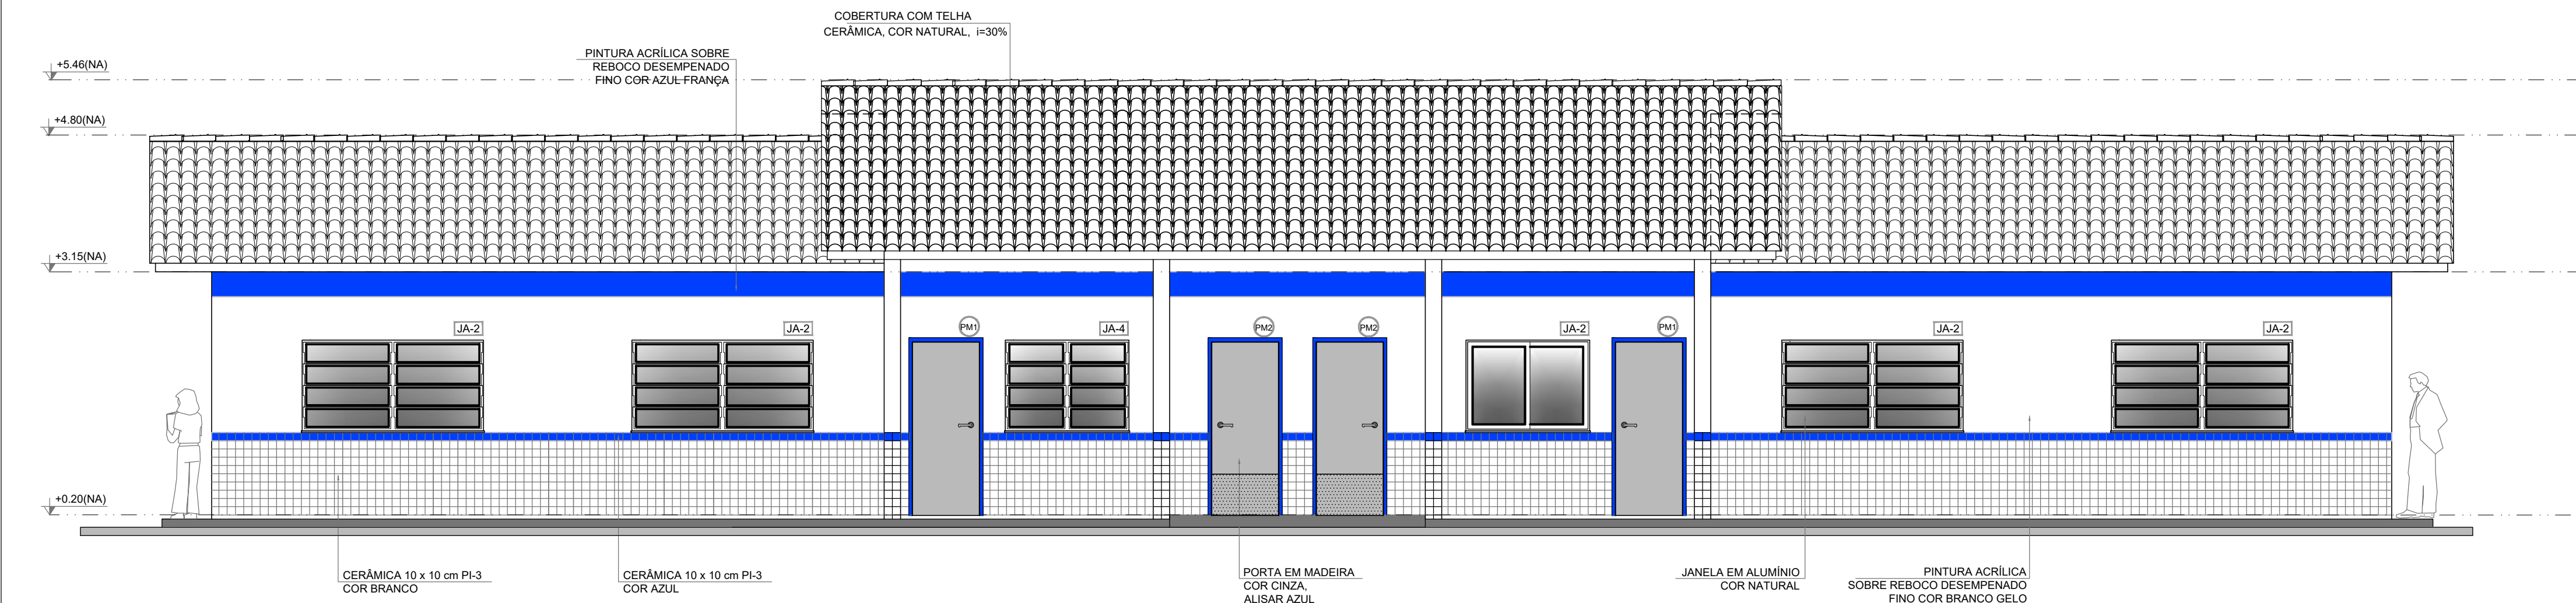 COBERTURA COM TELHA
CERÂMICA, COR NATURAL, i=30%
PINTURA ACRÍLICA SOBRE
REBOCO DESEMPENADO
FINO COR AZUL FRANÇA
+5.46(NA)
+4.80(NA)
+3.15(NA)
JA-2
JA-2
PM1
JA-4
PM2
PM2
JA-2
PM1
JA-2
JA-2
+0.20(NA)
CERÂMICA 10 x 10 cm PI-3
COR BRANCO
CERÂMICA 10 x 10 cm PI-3
COR AZUL
PORTA EM MADEIRA
COR CINZA,
ALISAR AZUL
JANELA EM ALUMÍNIO
COR NATURAL
PINTURA ACRÍLICA
SOBRE REBOCO DESEMPENADO
FINO COR BRANCO GELO